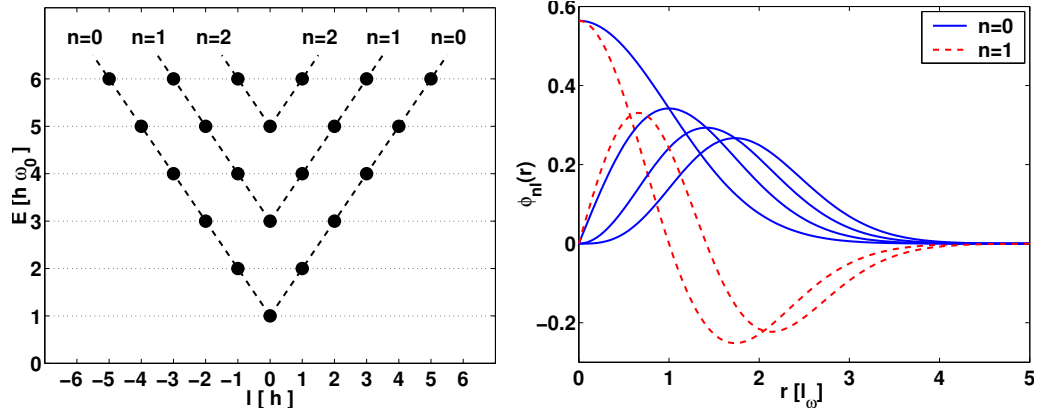 n=0 n=1 n=2 n=2 n=1 n=0
6
5
4
3
2
1
0
E [h ω₀]
−6 −5 −4 −3 −2 −1 0 1 2 3 4 5 6
l [ h ]
n=0
n=1
0.6
0.4
0.2
0
−0.2
ϕnl(r)
0 1 2 3 4 5
r [lω]